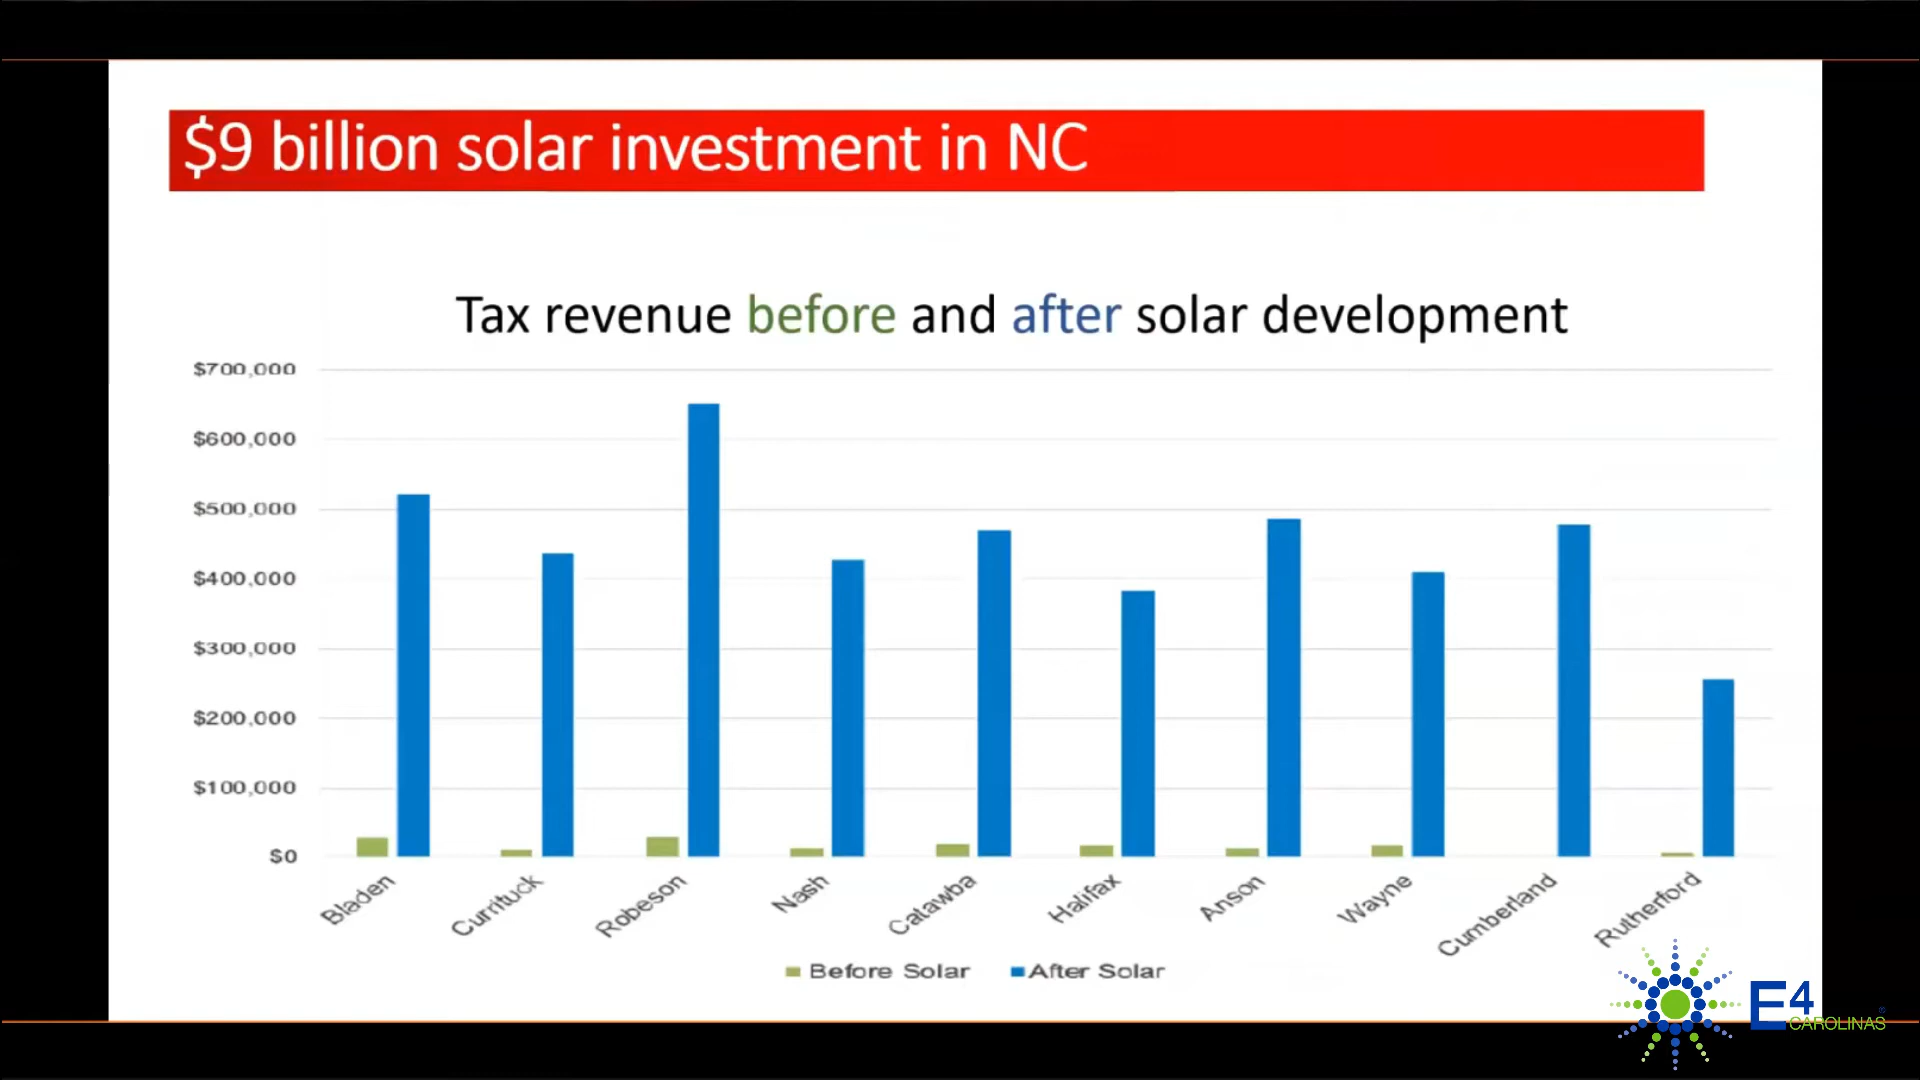 $9 billion solar investment in NC
Tax revenue before and after solar development
$700,000
$600,000
$500,000
$400,000
$300,000
$200,000
$100,000
$0
Bladen
Currituck
Robeson
Nash
Catawba
Halifax
Anson
Wayne
Cumberland
Rutherford
Before Solar
After Solar
E4
CAROLINAS